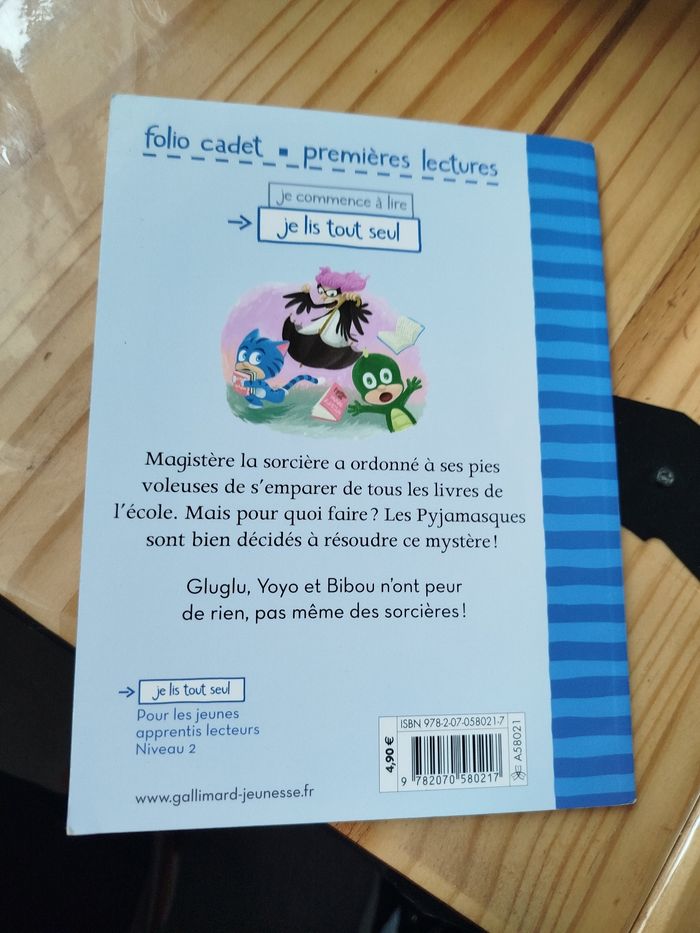 folio cadet ▪ premières lectures
je commence à lire
→ je lis tout seul
Magistère la sorcière a ordonné à ses pies
voleuses de s'emparer de tous les livres de
l'école. Mais pour quoi faire ? Les Pyjamasques
sont bien décidés à résoudre ce mystère !
Gluglu, Yoyo et Bibou n'ont peur
de rien, pas même des sorcières !
→ je lis tout seul
Pour les jeunes
apprentis lecteurs
Niveau 2
www.gallimard-jeunesse.fr
4,90 €
ISBN 978-2-07-058021-7
9 782070 580217
A58021